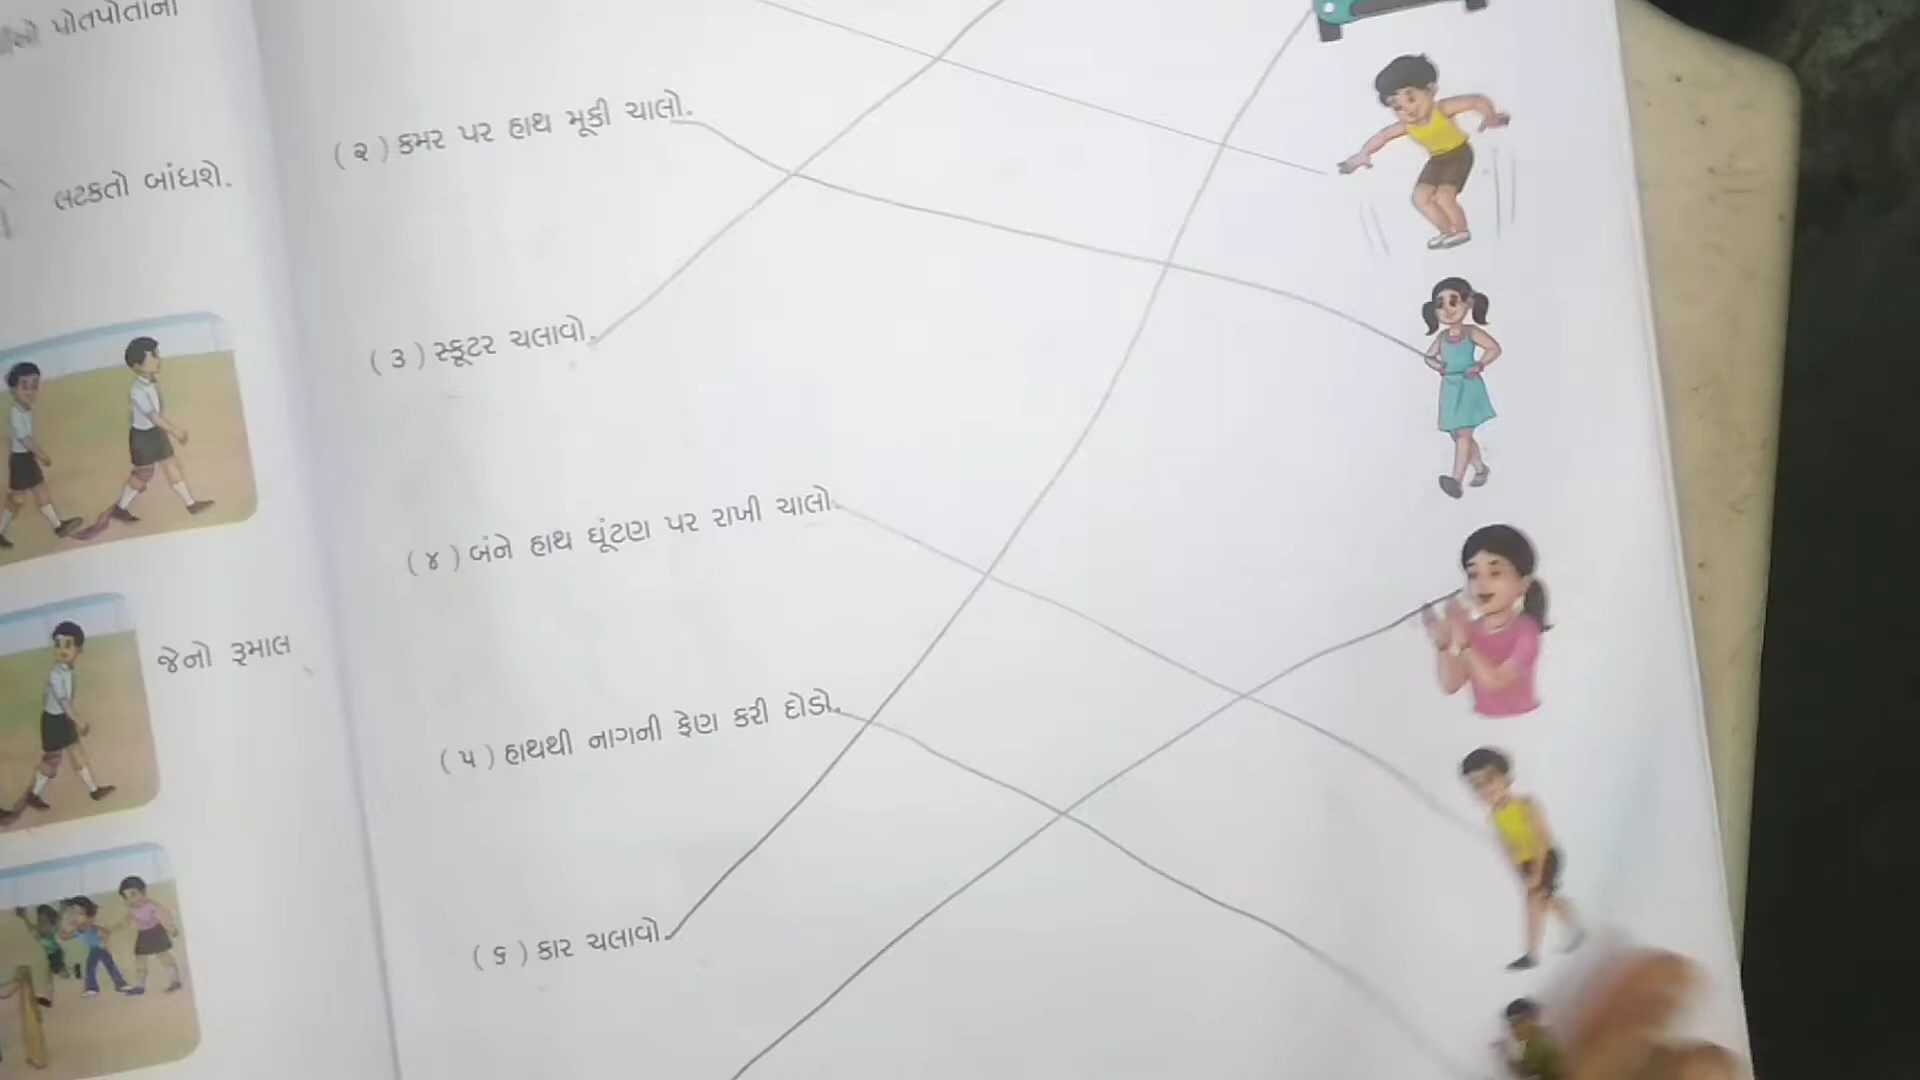 પોતપોતાની
લટકતો બાંધશે.
જેનો રૂમાલ
(૨) કમર પર હાથ મૂકી ચાલો.
(૩) સ્કૂટર ચલાવો.
(૪) બંને હાથ ઘૂંટણ પર રાખી ચાલો.
(૫) હાથથી નાગની ફેણ કરી દોડો.
(૬) કાર ચલાવો.